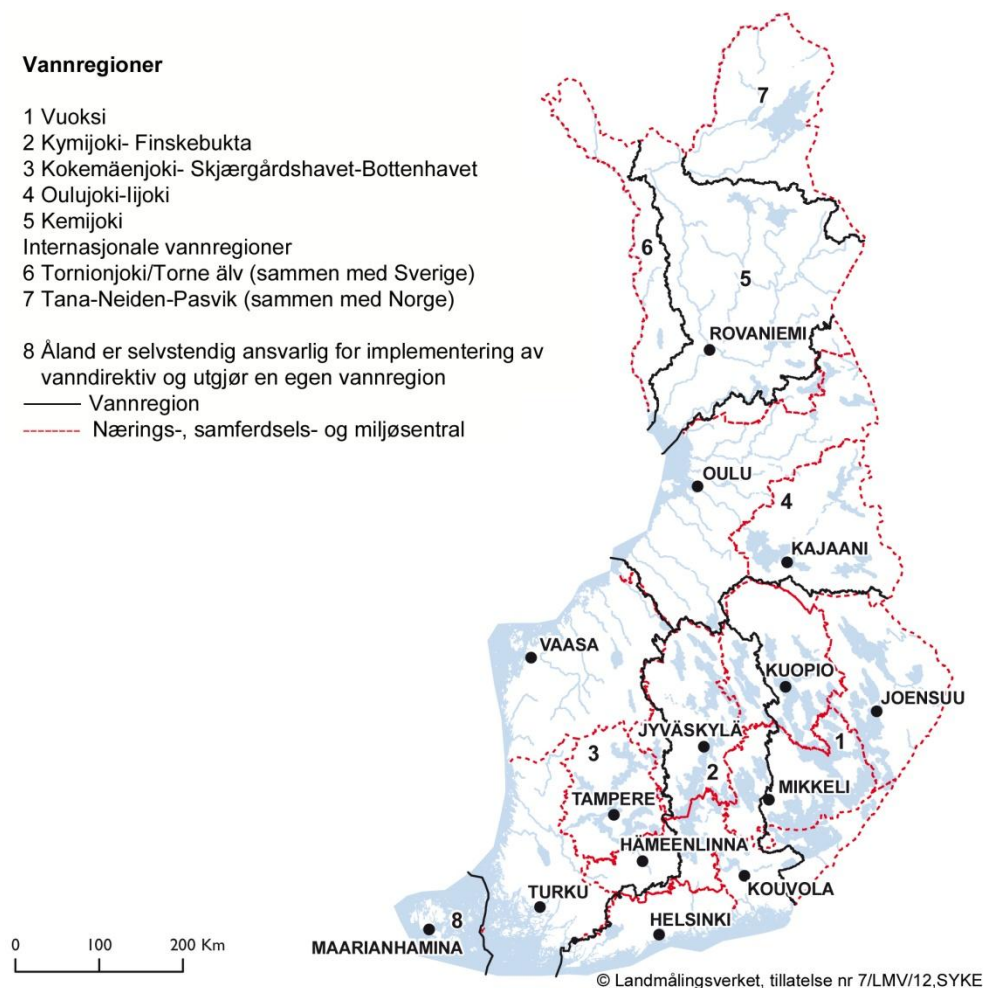 Vannregioner
1 Vuoksi
2 Kymijoki- Finskebukta
3 Kokemäenjoki- Skjærgårdshavet-Bottenhavet
4 Oulujoki-Iijoki
5 Kemijoki
Internasjonale vannregioner
6 Tornionjoki/Torne älv (sammen med Sverige)
7 Tana-Neiden-Pasvik (sammen med Norge)
8 Åland er selvstendig ansvarlig for implementering av
vanndirektiv og utgjør en egen vannregion
Vannregion
Nærings-, samferdsels- og miljøsentral
7
6
5
ROVANIEMI
OULU
4
KAJAANI
VAASA
KUOPIO
JOENSUU
JYVÄSKYLÄ
3
1
2
TAMPERE
MIKKELI
HÄMEENLINNA
KOUVOLA
TURKU
HELSINKI
8
MAARIANHAMINA
0 100 200 Km
© Landmålingsverket, tillatelse nr 7/LMV/12,SYKE